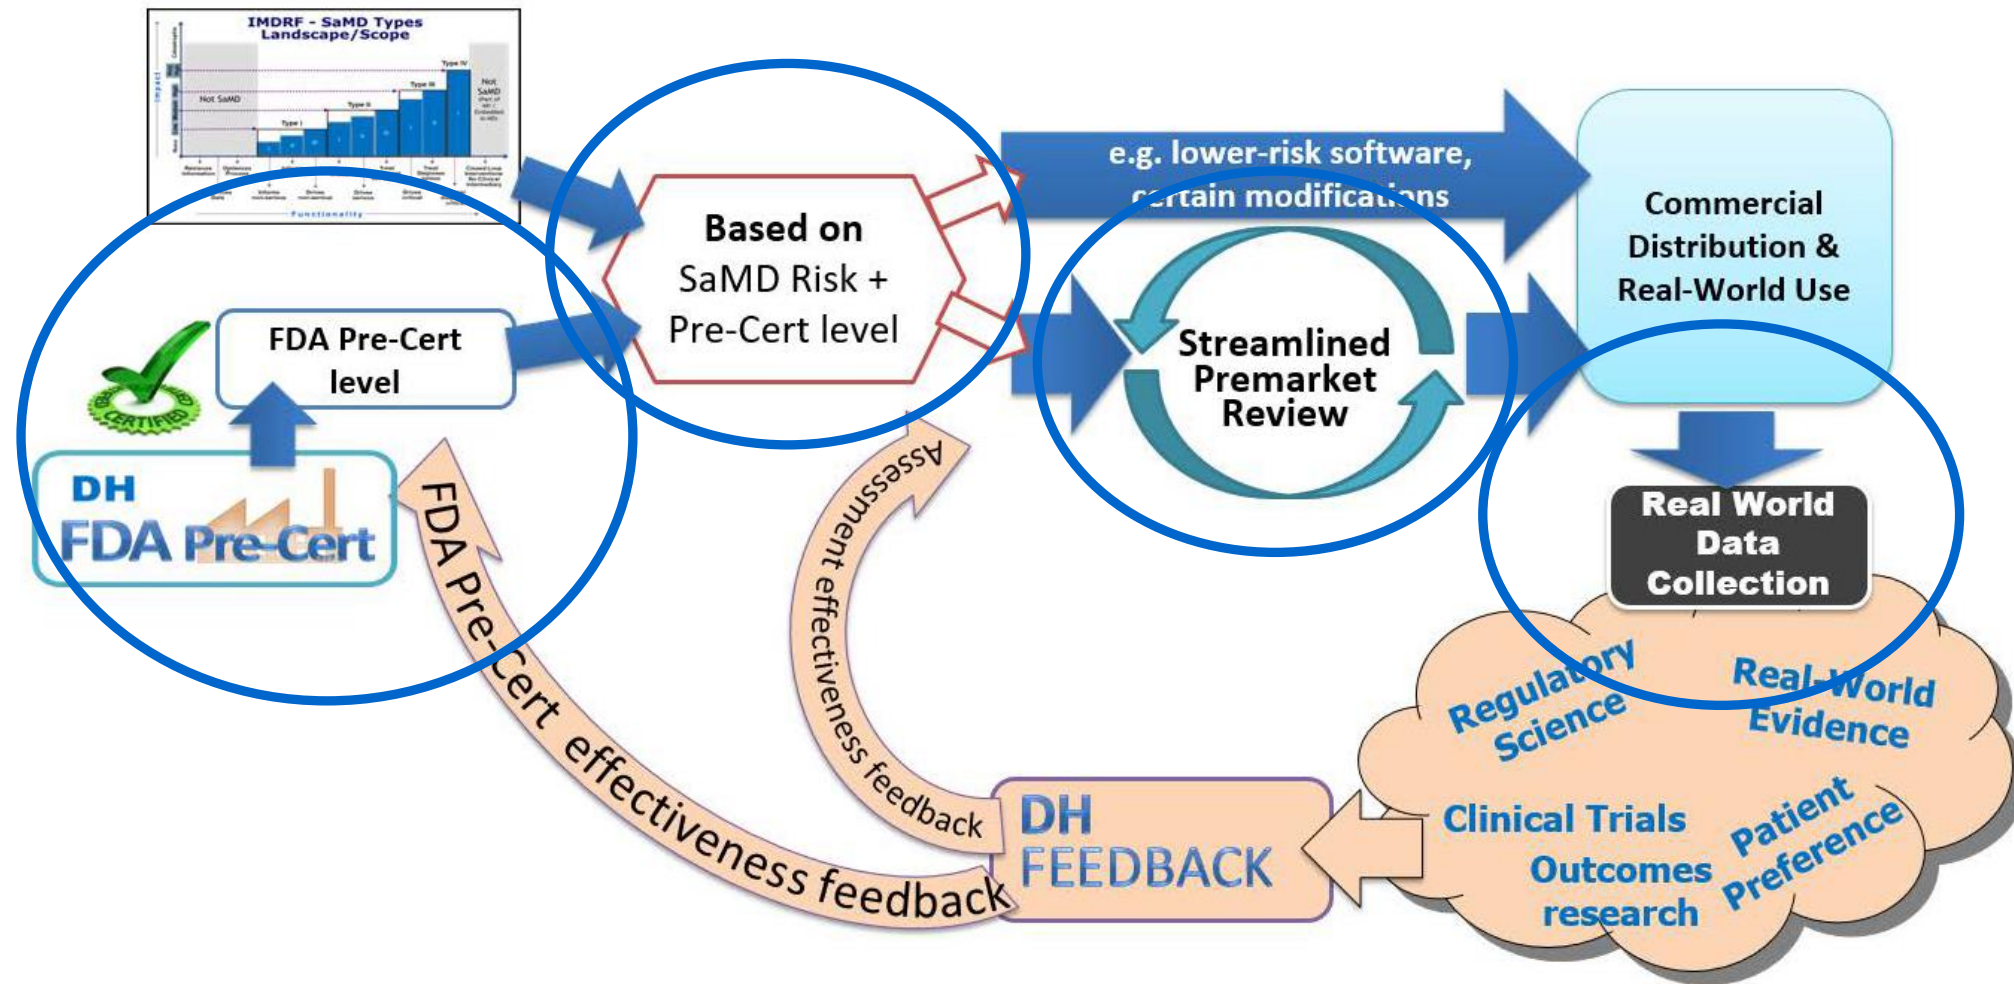 IMDRF - SaMD Types
Landscape/Scope
Impact
Not SaMD
Type I
Type II
Type III
Type IV
Not
SaMD
Functionality
Based on
SaMD Risk +
Pre-Cert level
e.g. lower-risk software,
certain modifications
Commercial
Distribution &
Real-World Use
FDA Pre-Cert
level
CERTIFIED
DH
FDA Pre-Cert
Streamlined
Premarket
Review
Real World
Data
Collection
Regulatory
Science
Real-World
Evidence
Clinical Trials
Patient
Preference
Outcomes
research
DH
FEEDBACK
Assessment effectiveness feedback
FDA Pre-Cert effectiveness feedback